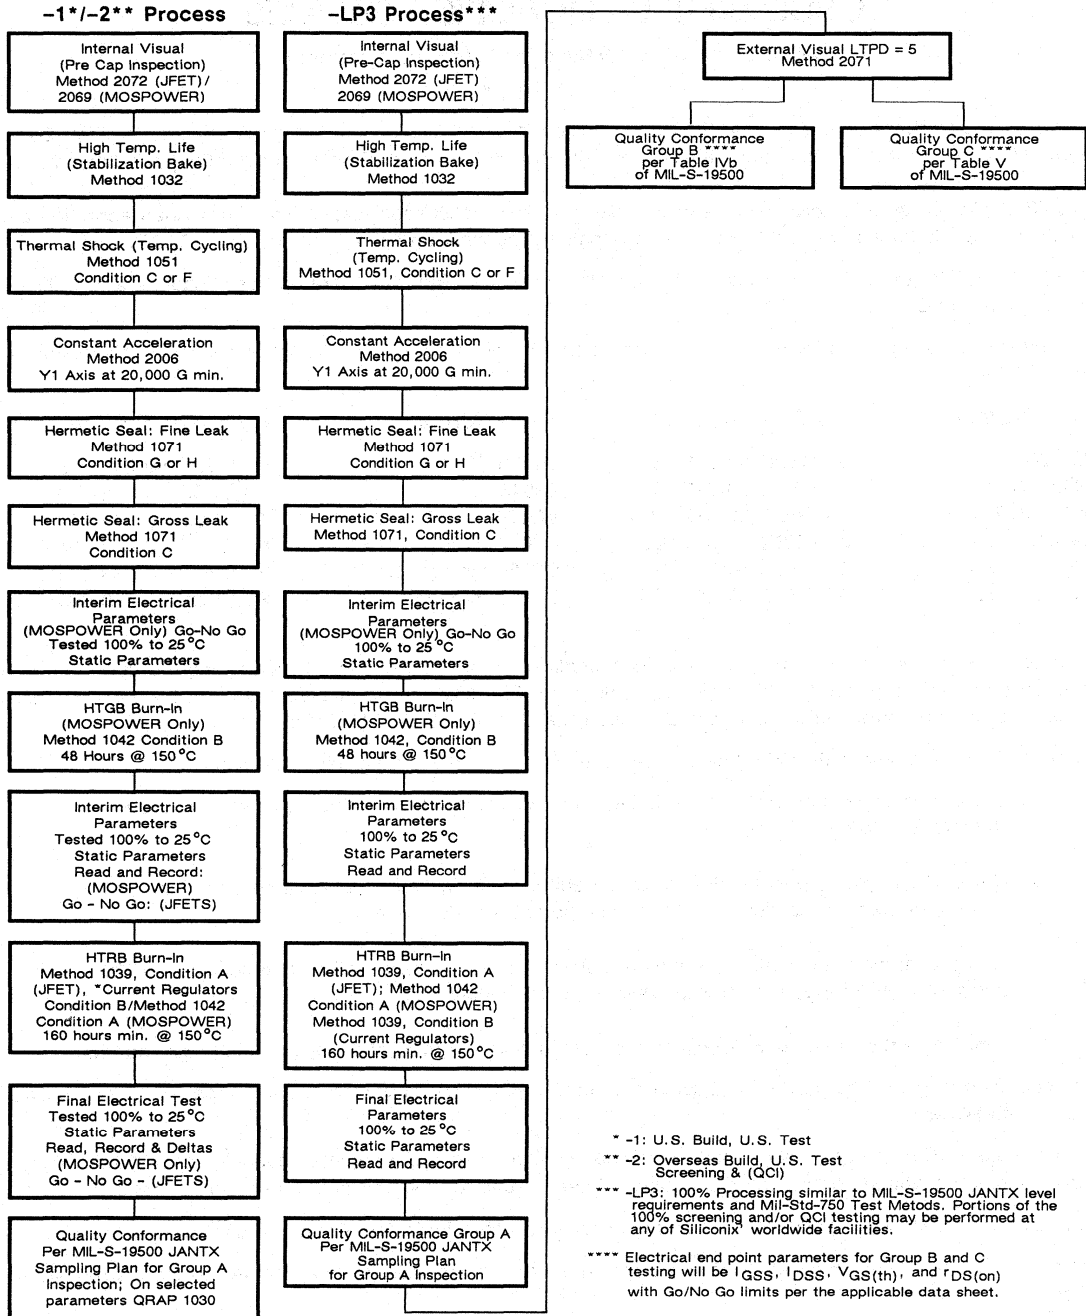 -1*/-2** Process
Internal Visual
(Pre Cap Inspection)
Method 2072 (JFET)/
2069 (MOSPOWER)
High Temp. Life
(Stabilization Bake)
Method 1032
Thermal Shock (Temp. Cycling)
Method 1051
Condition C or F
Constant Acceleration
Method 2006
Y1 Axis at 20,000 G min.
Hermetic Seal: Fine Leak
Method 1071
Condition G or H
Hermetic Seal: Gross Leak
Method 1071
Condition C
Interim Electrical
Parameters
(MOSPOWER Only) Go-No Go
Tested 100% to 25°C
Static Parameters
HTGB Burn-In
(MOSPOWER Only)
Method 1042 Condition B
48 Hours @ 150°C
Interim Electrical
Parameters
Tested 100% to 25°C
Static Parameters
Read and Record:
(MOSPOWER)
Go - No Go: (JFETS)
HTRB Burn-In
Method 1039, Condition A
(JFET), *Current Regulators
Condition B/Method 1042
Condition A (MOSPOWER)
160 hours min. @ 150°C
Final Electrical Test
Tested 100% to 25°C
Static Parameters
Read, Record & Deltas
(MOSPOWER Only)
Go - No Go - (JFETS)
Quality Conformance
Per MIL-S-19500 JANTX
Sampling Plan for Group A
Inspection; On selected
parameters QRAP 1030
-LP3 Process***
Internal Visual
(Pre-Cap Inspection)
Method 2072 (JFET)
2069 (MOSPOWER)
High Temp. Life
(Stabilization Bake)
Method 1032
Thermal Shock
(Temp. Cycling)
Method 1051, Condition C or F
Constant Acceleration
Method 2006
Y1 Axis at 20,000 G min.
Hermetic Seal: Fine Leak
Method 1071
Condition G or H
Hermetic Seal: Gross Leak
Method 1071, Condition C
Interim Electrical
Parameters
(MOSPOWER Only) Go-No Go
100% to 25°C
Static Parameters
HTGB Burn-In
(MOSPOWER Only)
Method 1042, Condition B
48 hours @ 150°C
Interim Electrical
Parameters
100% to 25°C
Static Parameters
Read and Record
HTRB Burn-In
Method 1039, Condition A
(JFET); Method 1042
Condition A (MOSPOWER)
Method 1039, Condition B
(Current Regulators)
160 hours min. @ 150°C
Final Electrical
Parameters
100% to 25°C
Static Parameters
Read and Record
Quality Conformance Group A
Per MIL-S-19500 JANTX
Sampling Plan
for Group A Inspection
External Visual LTPD = 5
Method 2071
Quality Conformance
Group B ****
per Table IVb
of MIL-S-19500
Quality Conformance
Group C ****
per Table V
of MIL-S-19500
* -1: U.S. Build, U.S. Test
** -2: Overseas Build, U.S. Test
Screening & (QCI)
*** -LP3: 100% Processing similar to MIL-S-19500 JANTX level
requirements and Mil-Std-750 Test Metods. Portions of the
100% screening and/or QCI testing may be performed at
any of Siliconix' worldwide facilities.
**** Electrical end point parameters for Group B and C
testing will be IGSS, IDSS, VGS(th), and rDS(on)
with Go/No Go limits per the applicable data sheet.